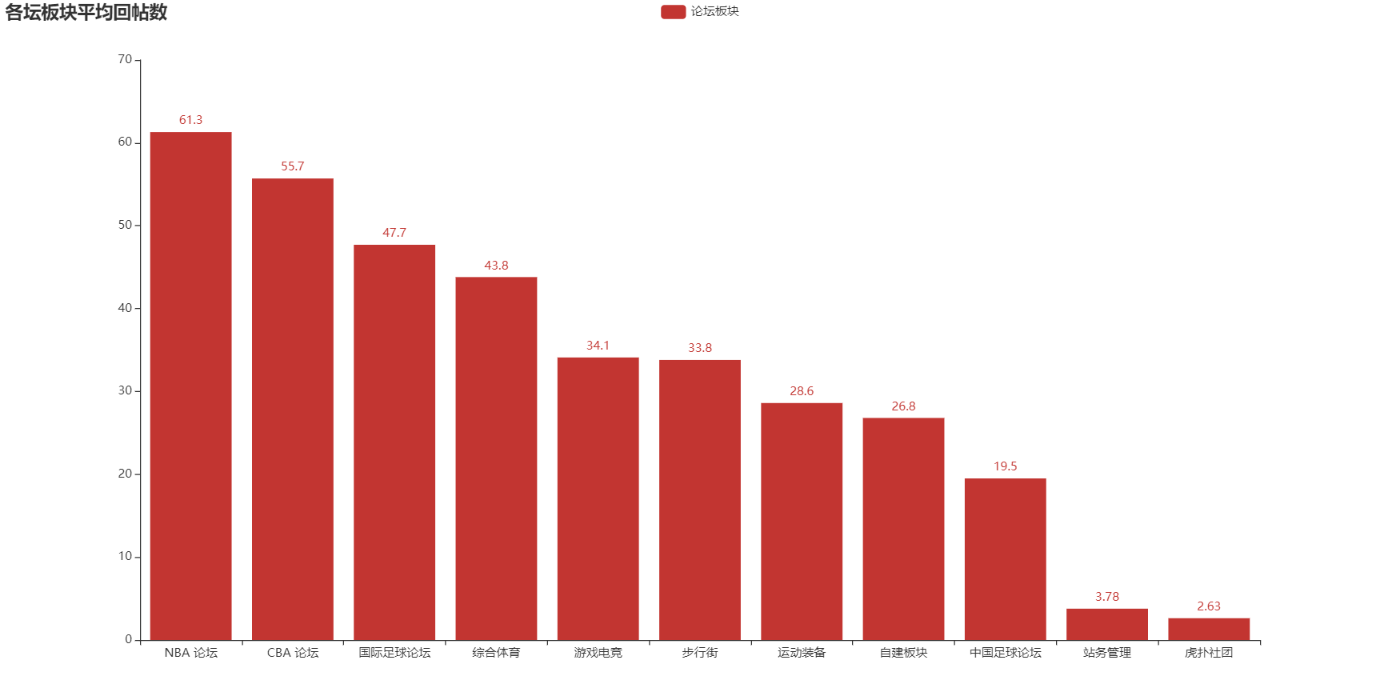 各坛板块平均回帖数
论坛板块
70
60
50
40
30
20
10
0
61.3
55.7
47.7
43.8
34.1
33.8
28.6
26.8
19.5
3.78
2.63
NBA 论坛
CBA 论坛
国际足球论坛
综合体育
游戏电竞
步行街
运动装备
自建板块
中国足球论坛
站务管理
虎扑社团